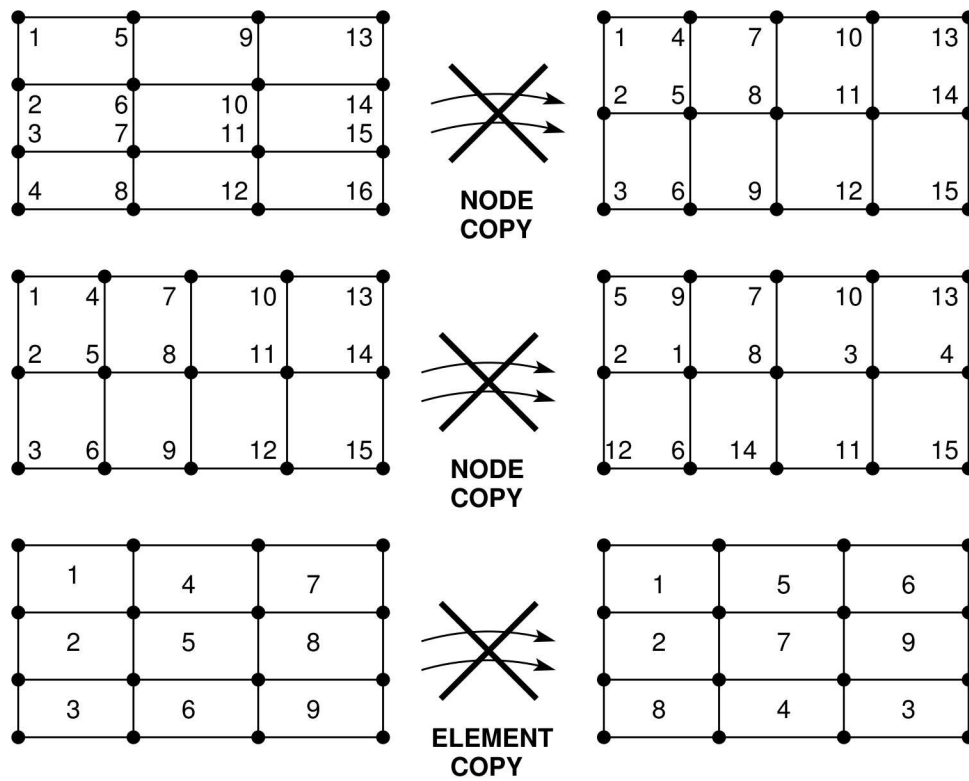 1 5 9 13
2 6 10 14
3 7 11 15
4 8 12 16
NODE
COPY
1 4 7 10 13
2 5 8 11 14
3 6 9 12 15
1 4 7 10 13
2 5 8 11 14
3 6 9 12 15
NODE
COPY
5 9 7 10 13
2 1 8 3 4
12 6 14 11 15
1 4 7
2 5 8
3 6 9
ELEMENT
COPY
1 5 6
2 7 9
8 4 3